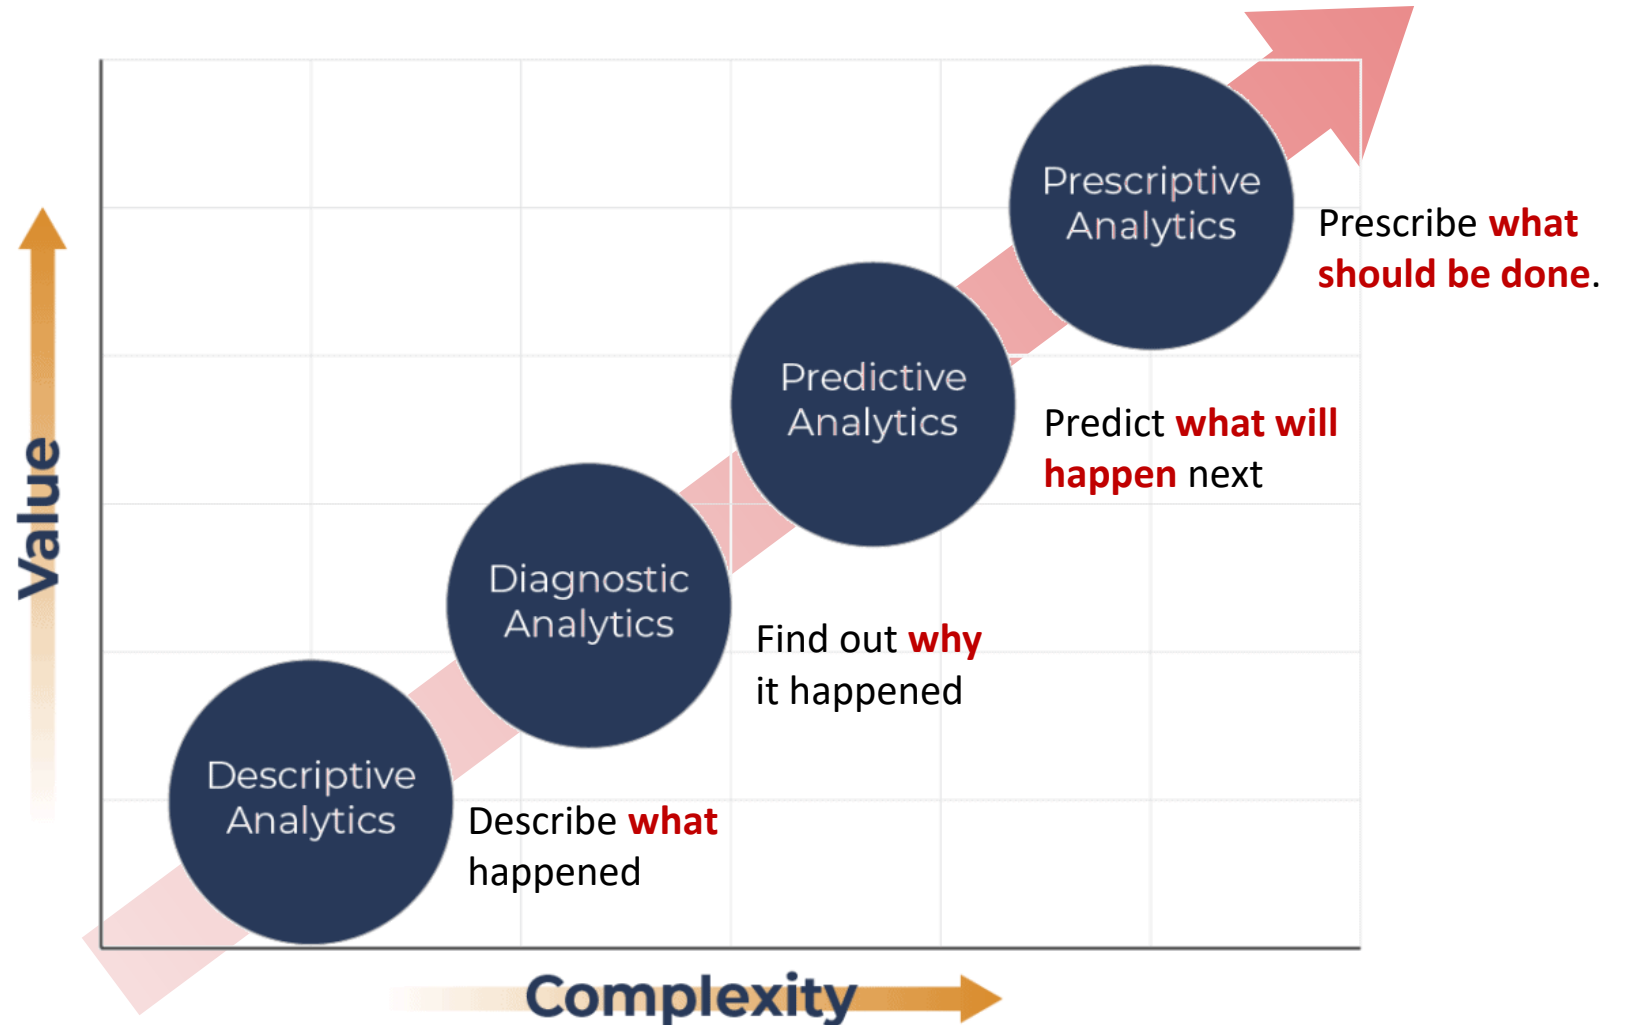 Prescriptive
Analytics
Prescribe what
should be done.
Predictive
Analytics
Predict what will
happen next
Value
Diagnostic
Analytics
Find out why
it happened
Descriptive
Analytics
Describe what
happened
Complexity